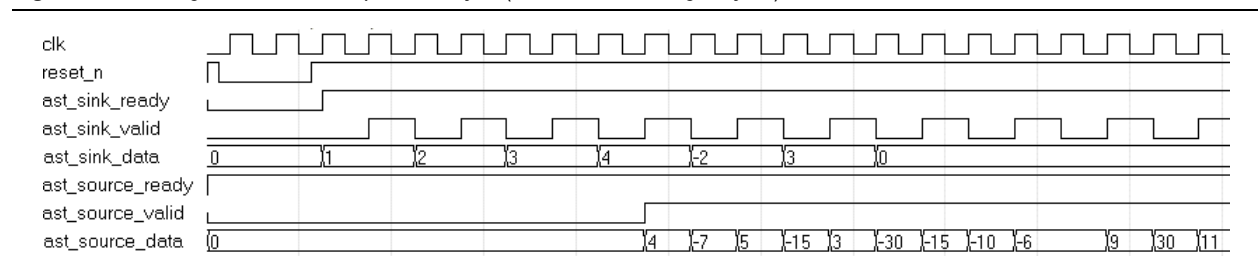 clk
reset_n
ast_sink_ready
ast_sink_valid
ast_sink_data 0 1 2 3 4 -2 3 0
ast_source_ready
ast_source_valid
ast_source_data 0 4 -7 5 -15 3 -30 -15 -10 -6 9 30 11